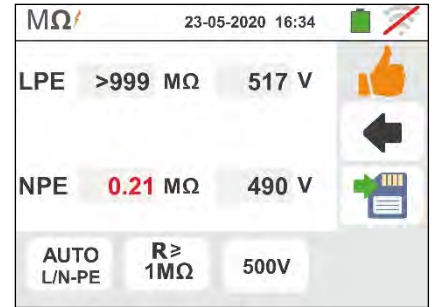 MΩ 23-05-2020 16:34
LPE >999 MΩ 517 V
NPE 0.21 MΩ 490 V
AUTO R≥ 500V
L/N-PE 1MΩ